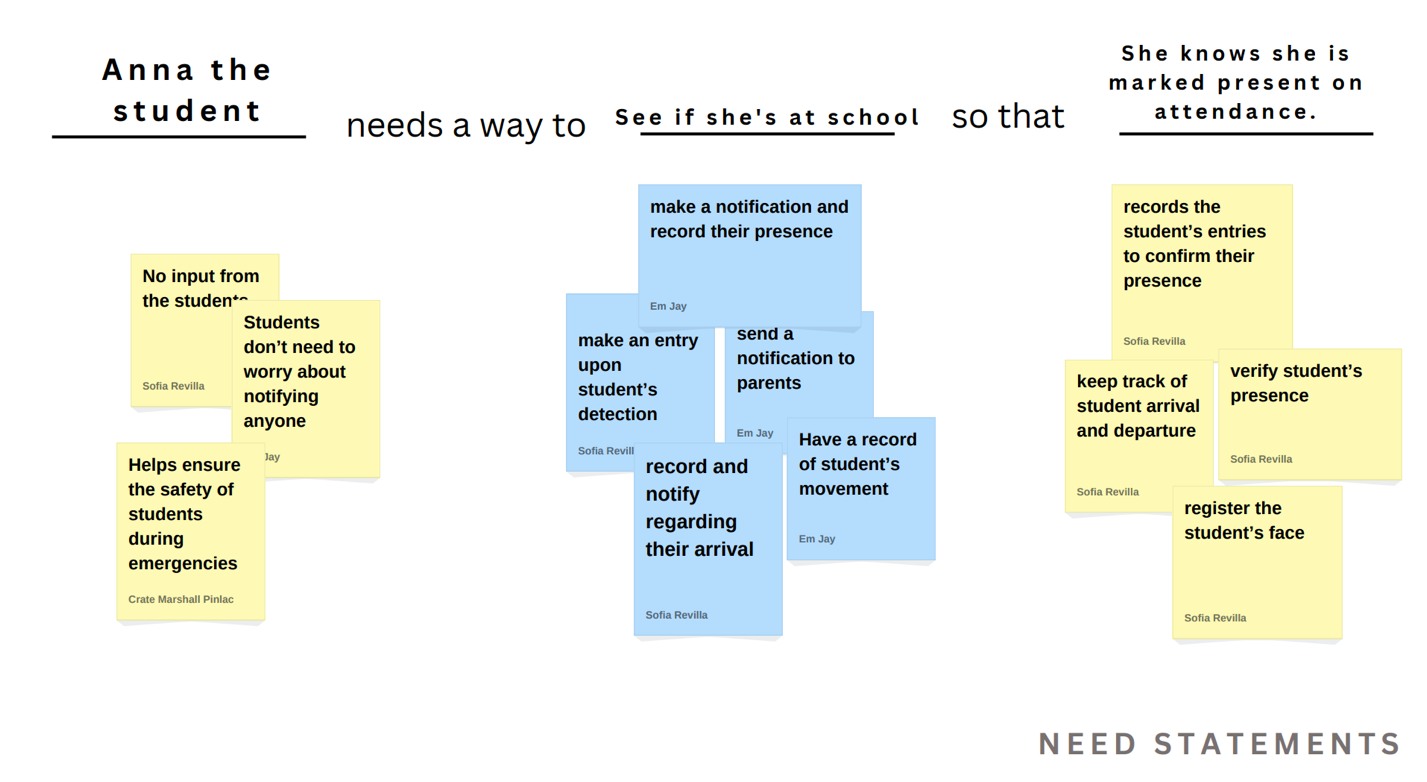 Anna the
student
needs a way to
See if she's at school
so that
She knows she is
marked present on
attendance.
No input from
the students
Sofia Revilla
Students
don't need to
worry about
notifying
anyone
Jay
Helps ensure
the safety of
students
during
emergencies
Crate Marshall Pinlac
make a notification and
record their presence
Em Jay
make an entry
upon
student's
detection
Sofia Revill
send a
notification to
parents
Em Jay
Have a record
of student's
movement
Em Jay
record and
notify
regarding
their arrival
Sofia Revilla
records the
student's entries
to confirm their
presence
Sofia Revilla
keep track of
student arrival
and departure
Sofia Revilla
verify student's
presence
Sofia Revilla
register the
student's face
Sofia Revilla
NEED STATEMENTS